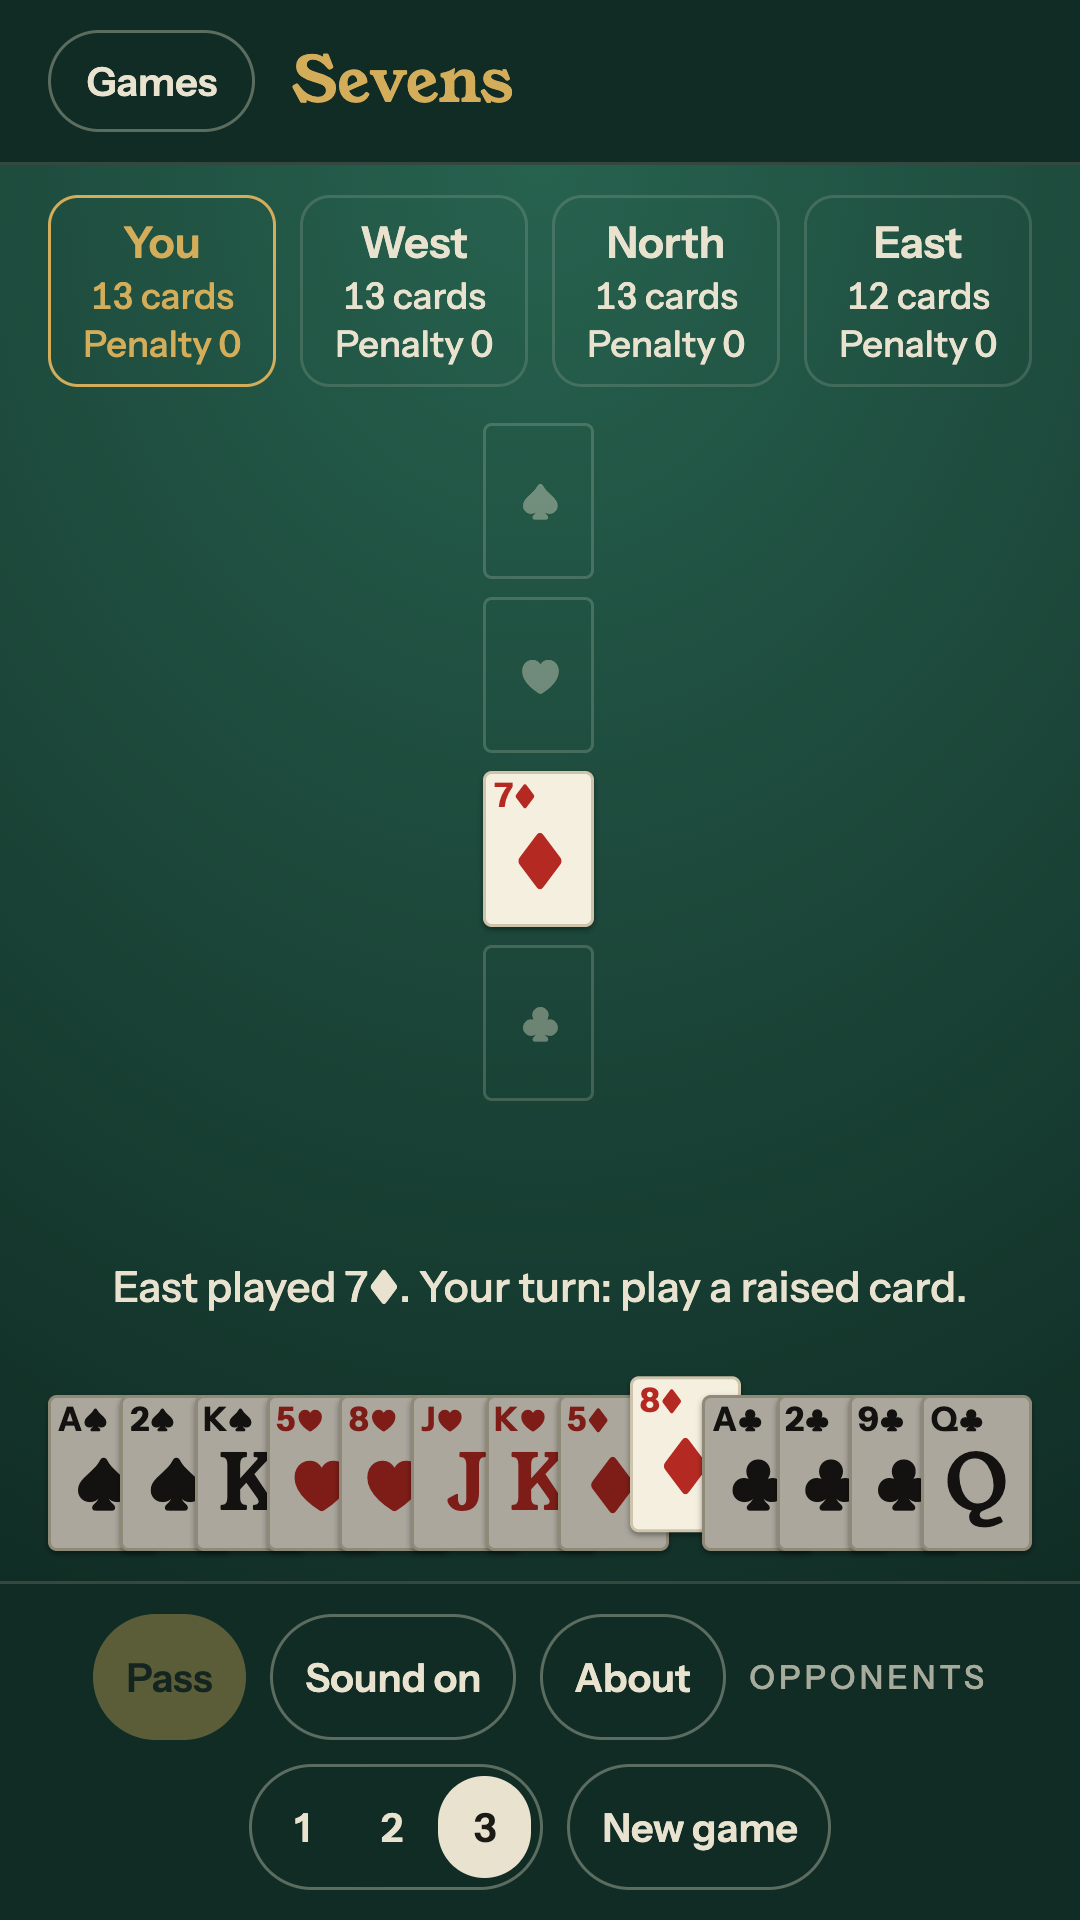 Games Sevens
You West North East
13 cards 13 cards 13 cards 12 cards
Penalty 0 Penalty 0 Penalty 0 Penalty 0
7♦
East played 7♦. Your turn: play a raised card.
A♠ 2♠ K♠ 5♥ 8♥ J♥ K♥ 5♦ 8♦ A♣ 2♣ 9♣ Q♣
K J K Q
Pass Sound on About OPPONENTS
1 2 3 New game